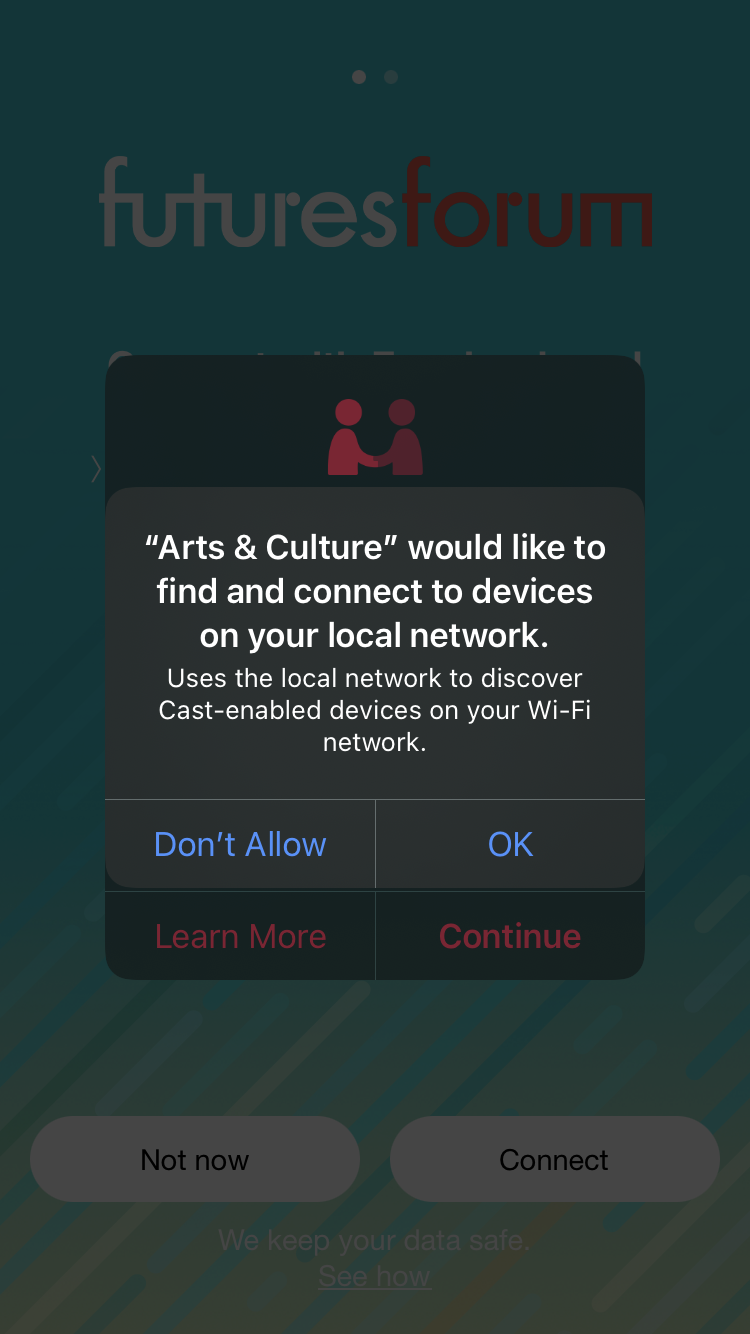 futuresforum
“Arts & Culture” would like to
find and connect to devices
on your local network.
Uses the local network to discover
Cast-enabled devices on your Wi-Fi
network.
Don’t Allow
OK
Learn More
Continue
Not now
Connect
We keep your data safe.
See how